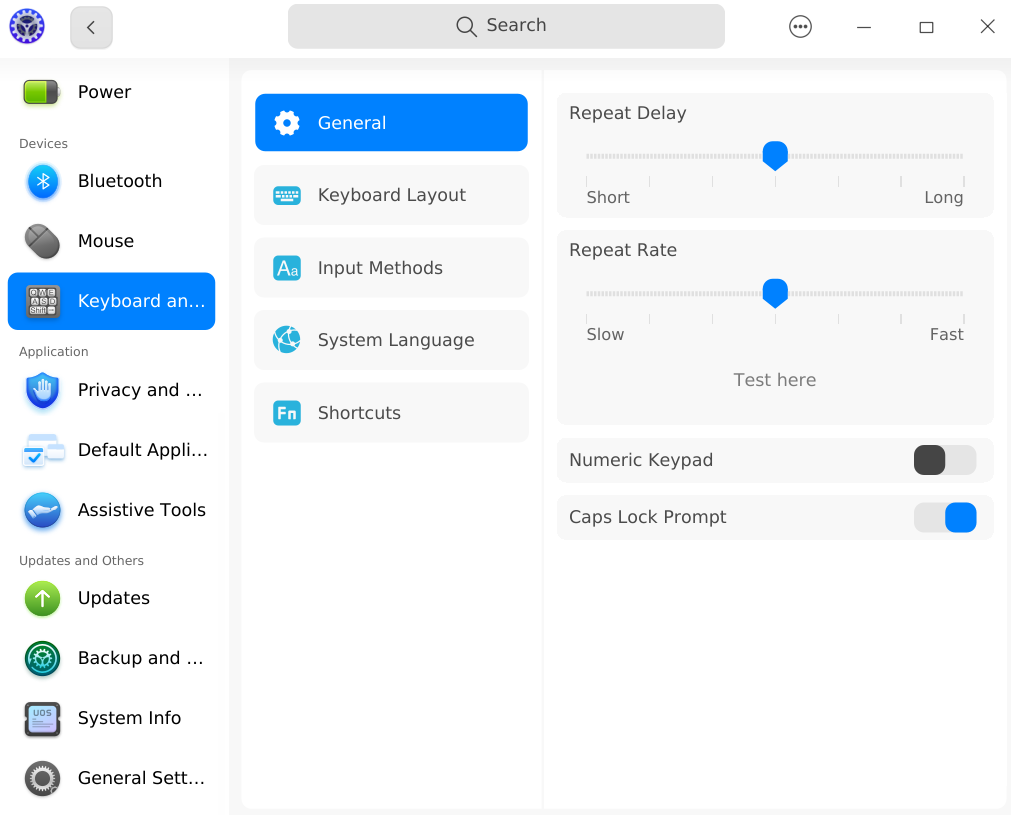 Search
Power
Devices
Bluetooth
Mouse
Keyboard an...
Application
Privacy and ...
Default Appli...
Assistive Tools
Updates and Others
Updates
Backup and ...
System Info
General Sett...
General
Keyboard Layout
Input Methods
System Language
Shortcuts
Repeat Delay
Short Long
Repeat Rate
Slow Fast
Test here
Numeric Keypad
Caps Lock Prompt